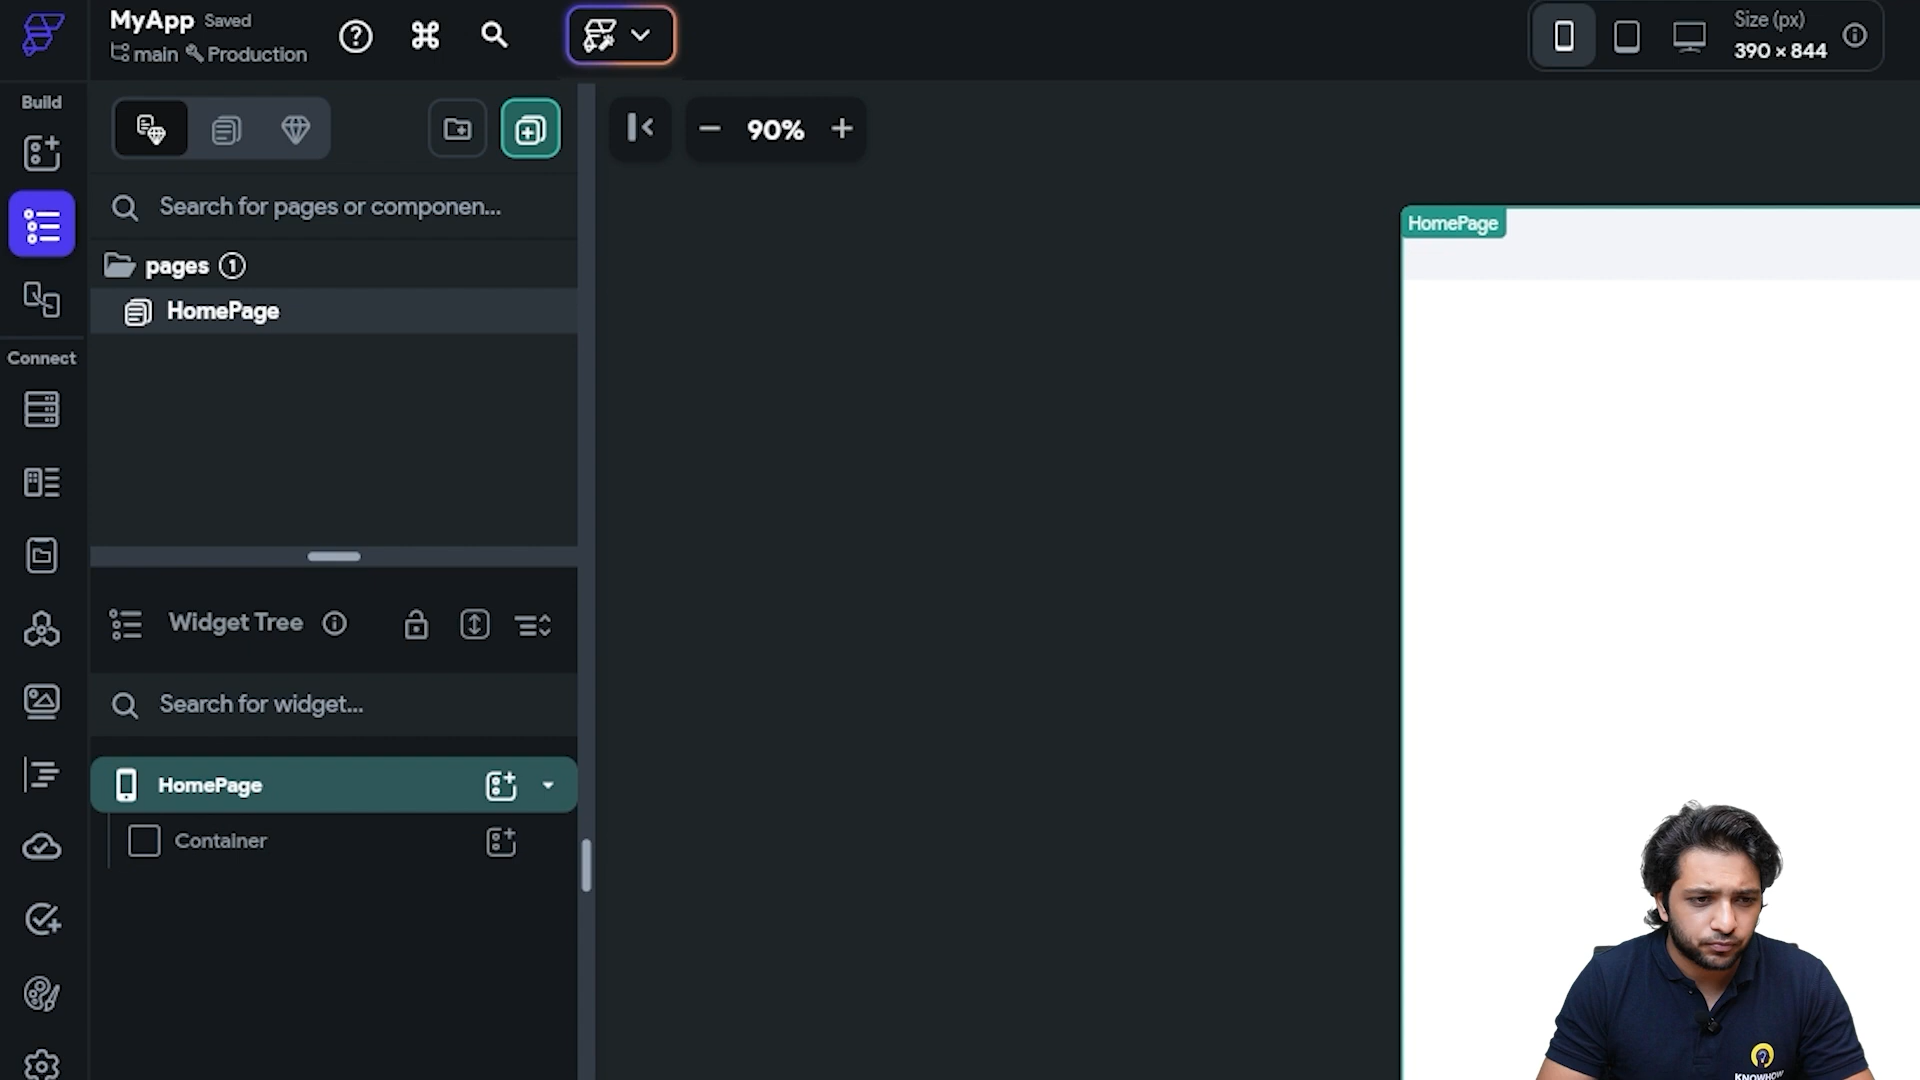 MyApp Saved
main Production
Size (px)
390 × 844
Build
90%
Search for pages or componen...
HomePage
pages 1
HomePage
Connect
Widget Tree
Search for widget...
HomePage
Container
KNOWHOW